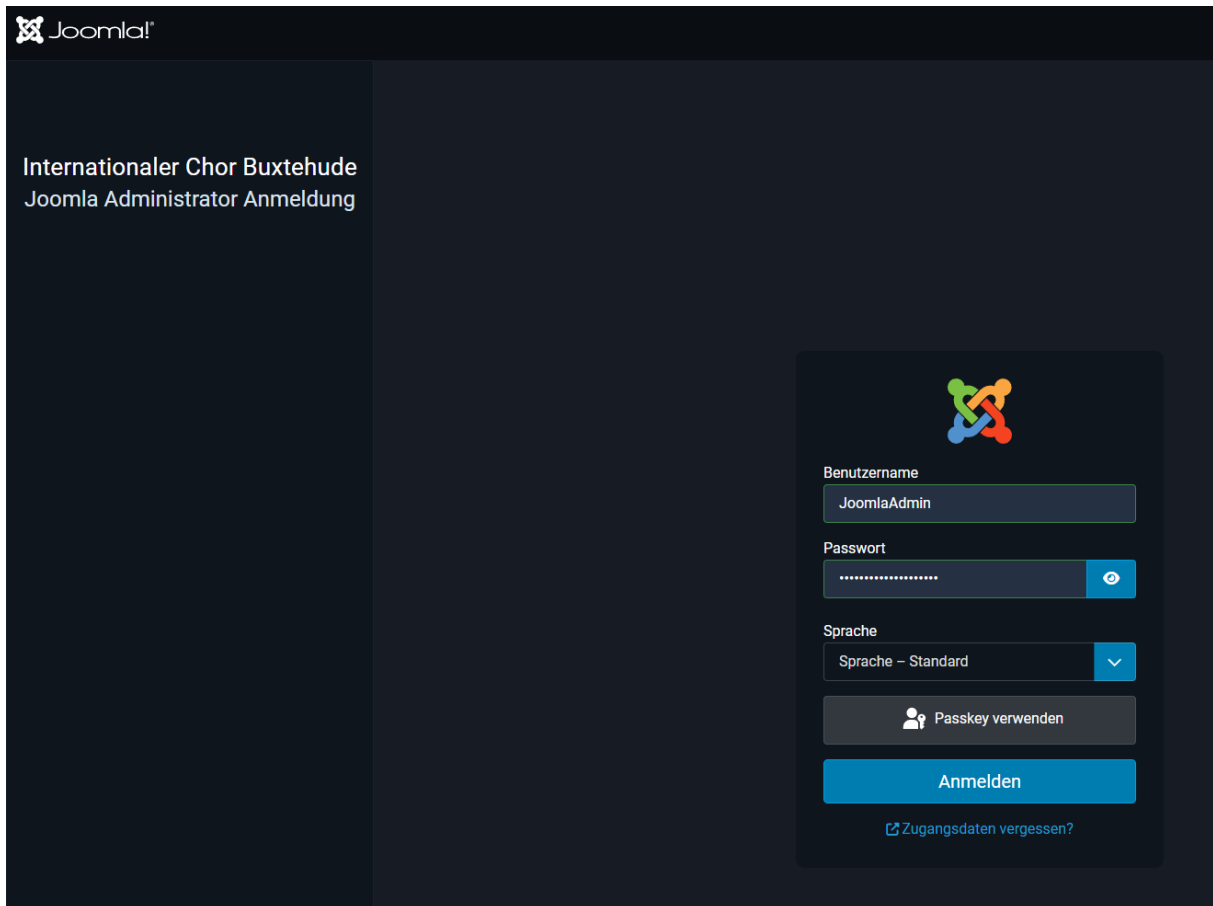 Joomla!®
Internationaler Chor Buxtehude
Joomla Administrator Anmeldung
Benutzername
JoomlaAdmin
Passwort
••••••••••••••••••••
Sprache
Sprache – Standard
Passkey verwenden
Anmelden
Zugangsdaten vergessen?